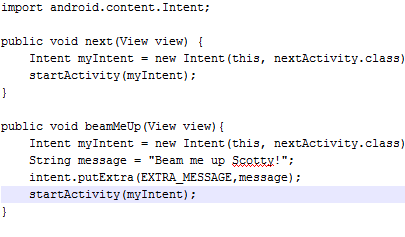 import android.content.Intent;
public void next(View view) {
Intent myIntent = new Intent(this, nextActivity.class)
startActivity(myIntent);
}
public void beamMeUp(View view){
Intent myIntent = new Intent(this, nextActivity.class)
String message = "Beam me up Scotty!";
intent.putExtra(EXTRA_MESSAGE,message);
startActivity(myIntent);
}